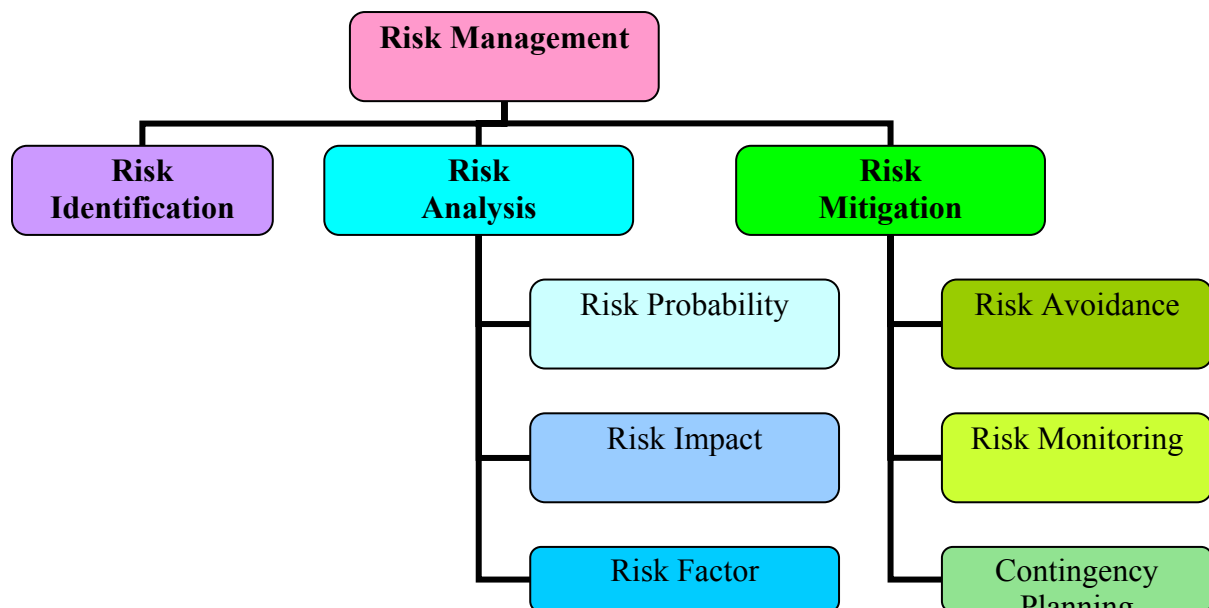 Risk Management
Risk
Identification
Risk
Analysis
Risk
Mitigation
Risk Probability
Risk Avoidance
Risk Impact
Risk Monitoring
Risk Factor
Contingency
Planning